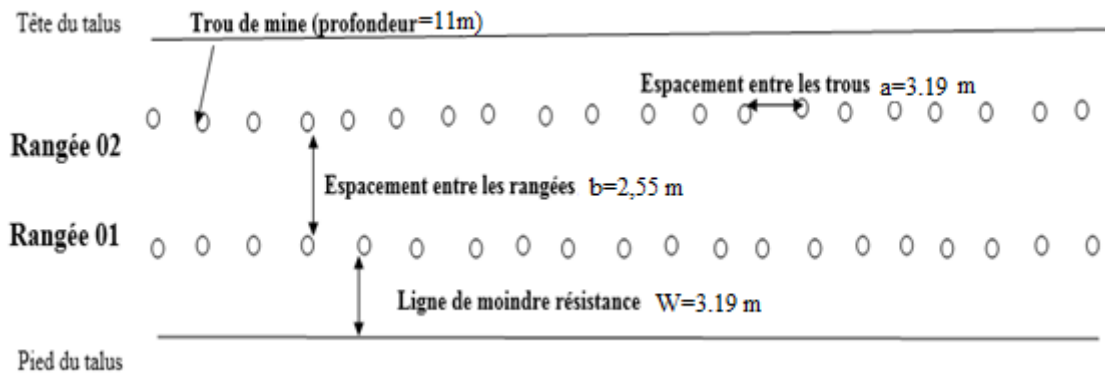 Tête du talus
Trou de mine (profondeur=11m)
Espacement entre les trous a=3.19 m
Rangée 02
Espacement entre les rangées b=2,55 m
Rangée 01
Ligne de moindre résistance W=3.19 m
Pied du talus